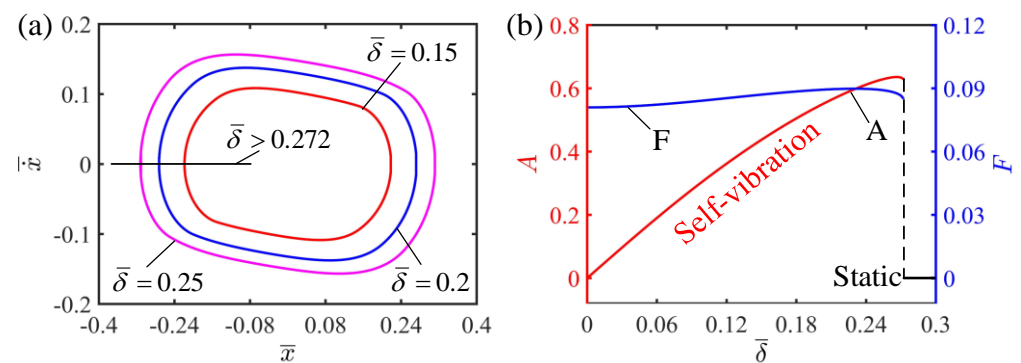 (a)
0.2
0.1
0
-0.1
-0.2
-0.4
-0.24
-0.08
0.08
0.24
0.4
x̄
ẋ̄
δ̄ = 0.15
δ̄ > 0.272
δ̄ = 0.25
δ̄ = 0.2
(b)
0.8
0.6
0.4
0.2
0
A
0.12
0.09
0.06
0.03
0
F
0
0.06
0.12
0.18
0.24
0.3
δ̄
F
A
Self-vibration
Static